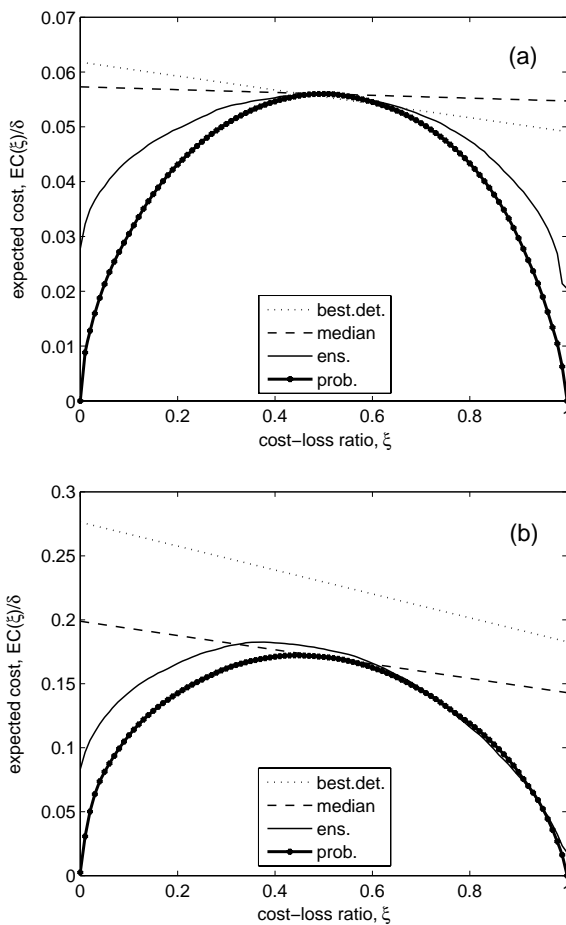 0.07
(a)
0.06
0.05
0.04
0.03
0.02
0.01
0
expected cost, EC(ξ)/δ
best.det.
median
ens.
prob.
0 0.2 0.4 0.6 0.8 1
cost−loss ratio, ξ
0.3
(b)
0.25
0.2
0.15
0.1
0.05
0
expected cost, EC(ξ)/δ
best.det.
median
ens.
prob.
0 0.2 0.4 0.6 0.8 1
cost−loss ratio, ξ